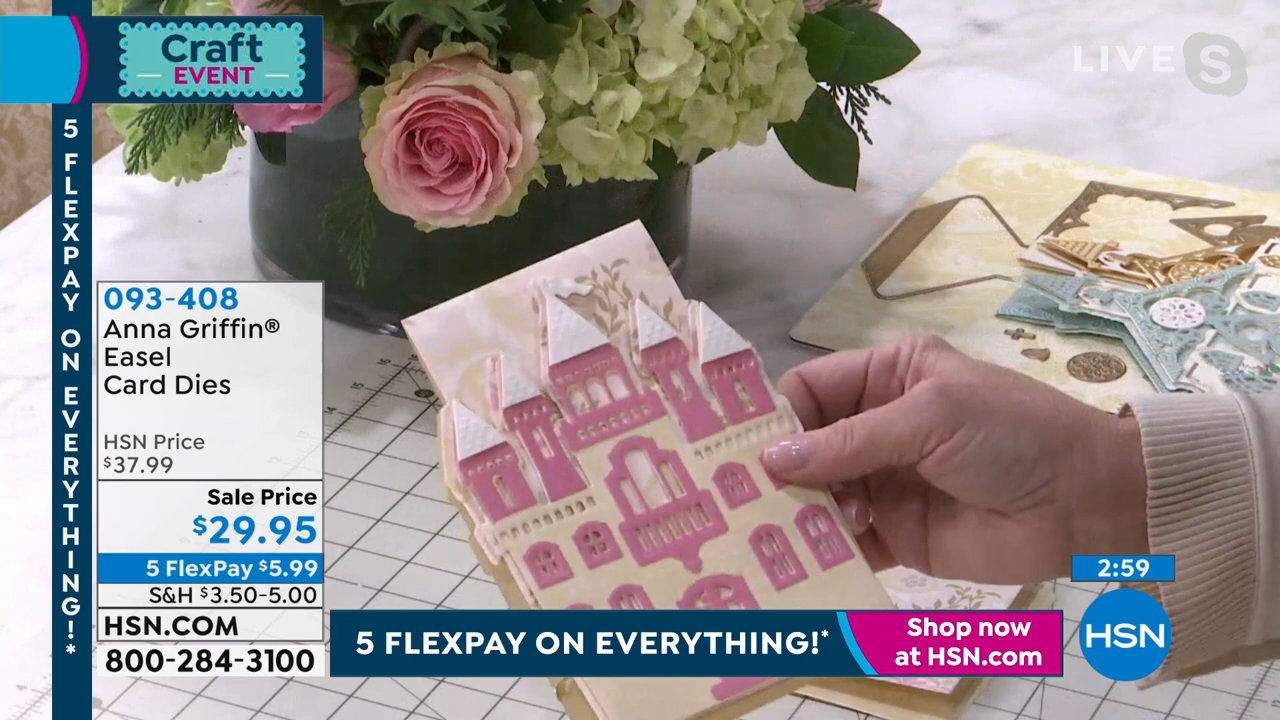 Craft
EVENT
5 FLEXPAY ON EVERYTHING!*
LIVE S
093-408
Anna Griffin®
Easel
Card Dies
HSN Price
$37.99
Sale Price
$29.95
5 FlexPay $5.99
S&H $3.50-5.00
HSN.COM
800-284-3100
2:59
5 FLEXPAY ON EVERYTHING!*
Shop now
at HSN.com
HSN